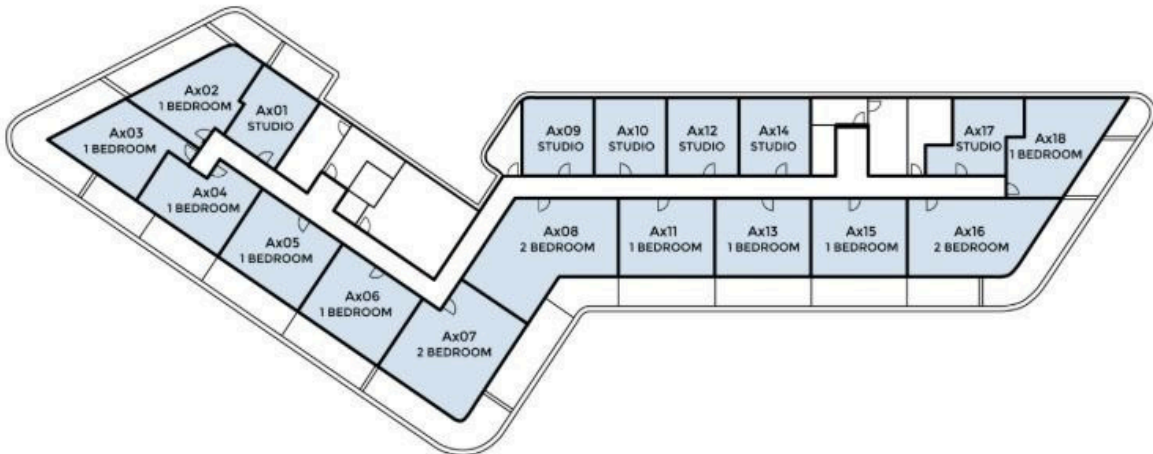 Ax02
1 BEDROOM
Ax01
STUDIO
Ax03
1 BEDROOM
Ax04
1 BEDROOM
Ax05
1 BEDROOM
Ax06
1 BEDROOM
Ax07
2 BEDROOM
Ax08
2 BEDROOM
Ax09
STUDIO
Ax10
STUDIO
Ax12
STUDIO
Ax14
STUDIO
Ax17
STUDIO
Ax18
1 BEDROOM
Ax11
1 BEDROOM
Ax13
1 BEDROOM
Ax15
1 BEDROOM
Ax16
2 BEDROOM